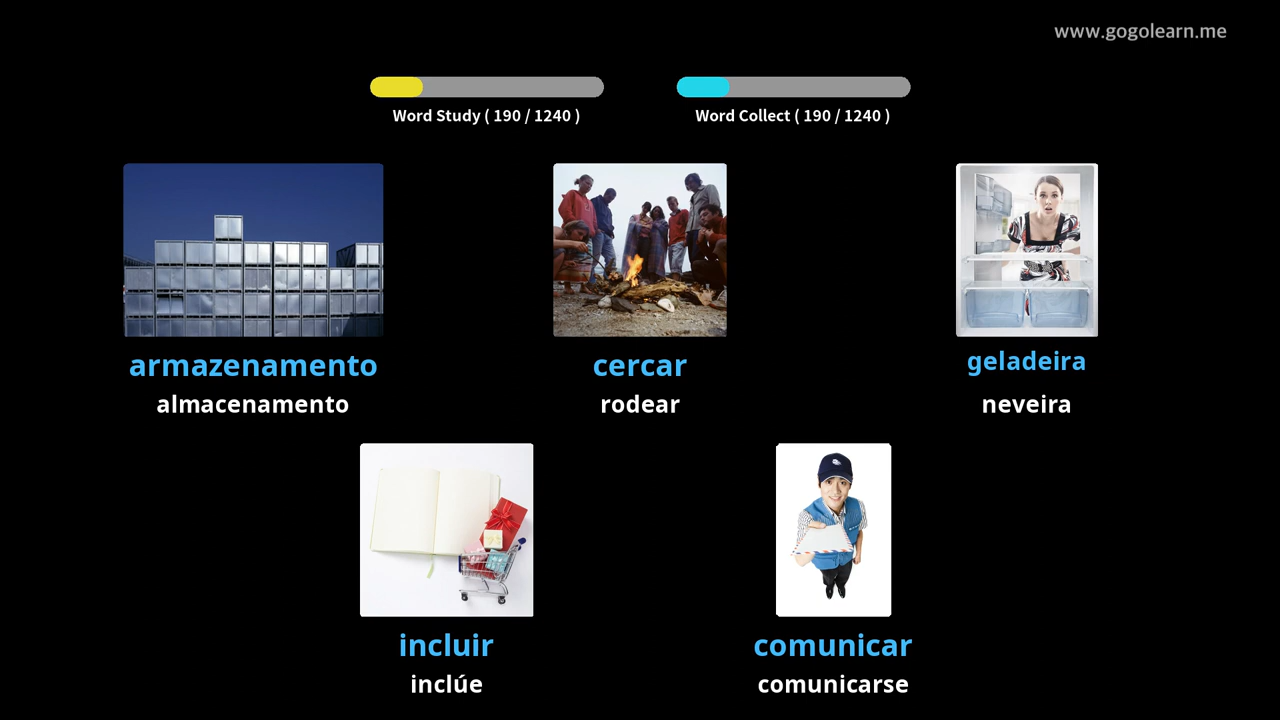 www.gogolearn.me
Word Study ( 190 / 1240 )
Word Collect ( 190 / 1240 )
armazenamento
almacenamento
cercar
rodear
geladeira
neveira
incluir
inclúe
comunicar
comunicarse